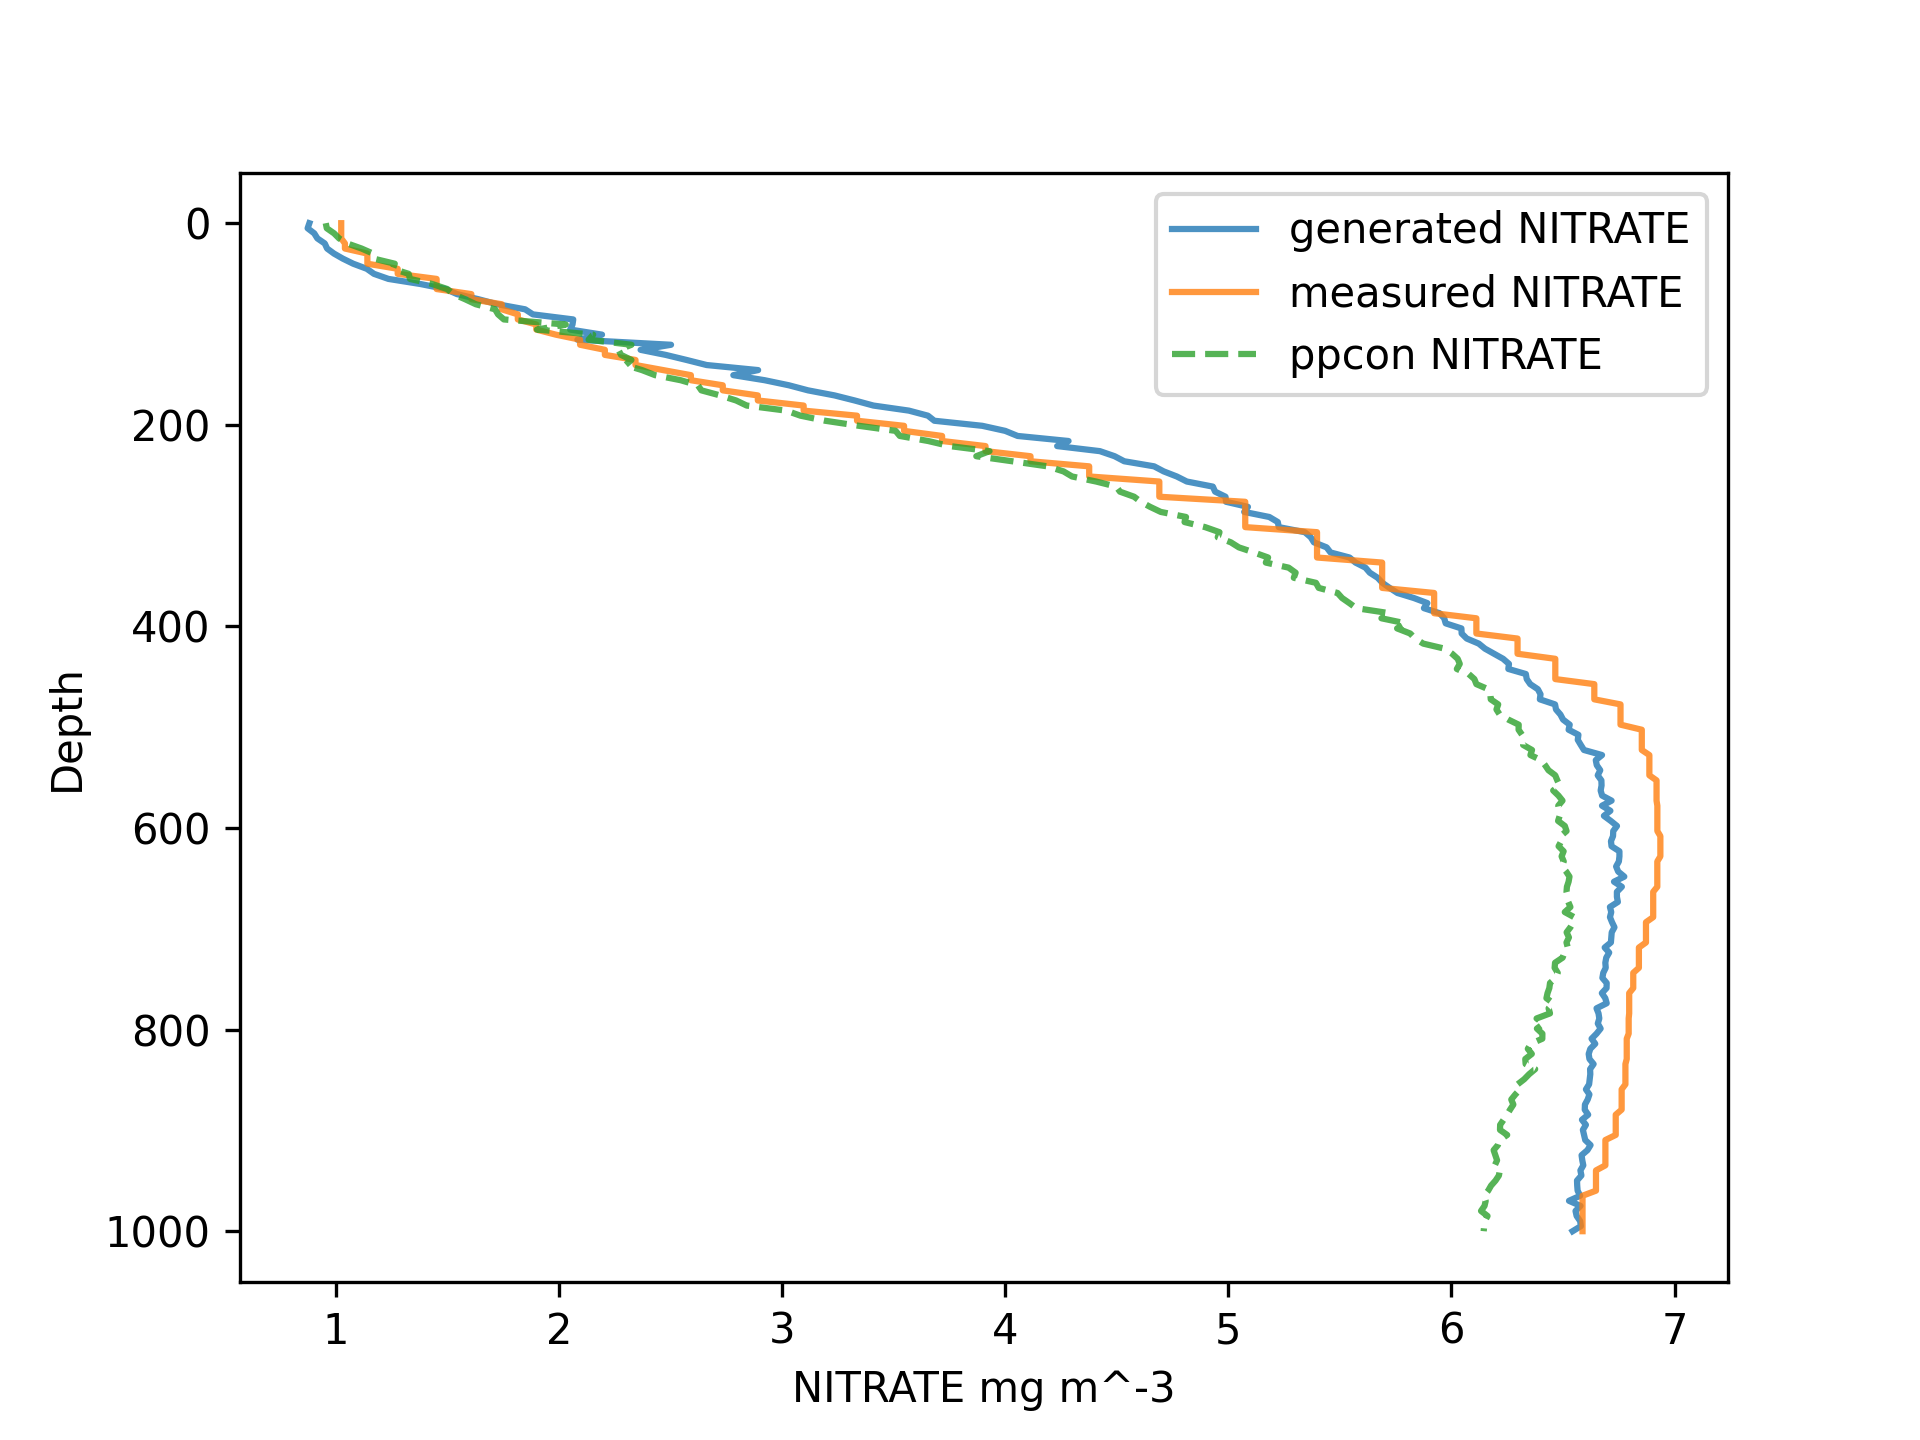 generated NITRATE
measured NITRATE
ppcon NITRATE
0
200
400
600
800
1000
Depth
1 2 3 4 5 6 7
NITRATE mg m^-3